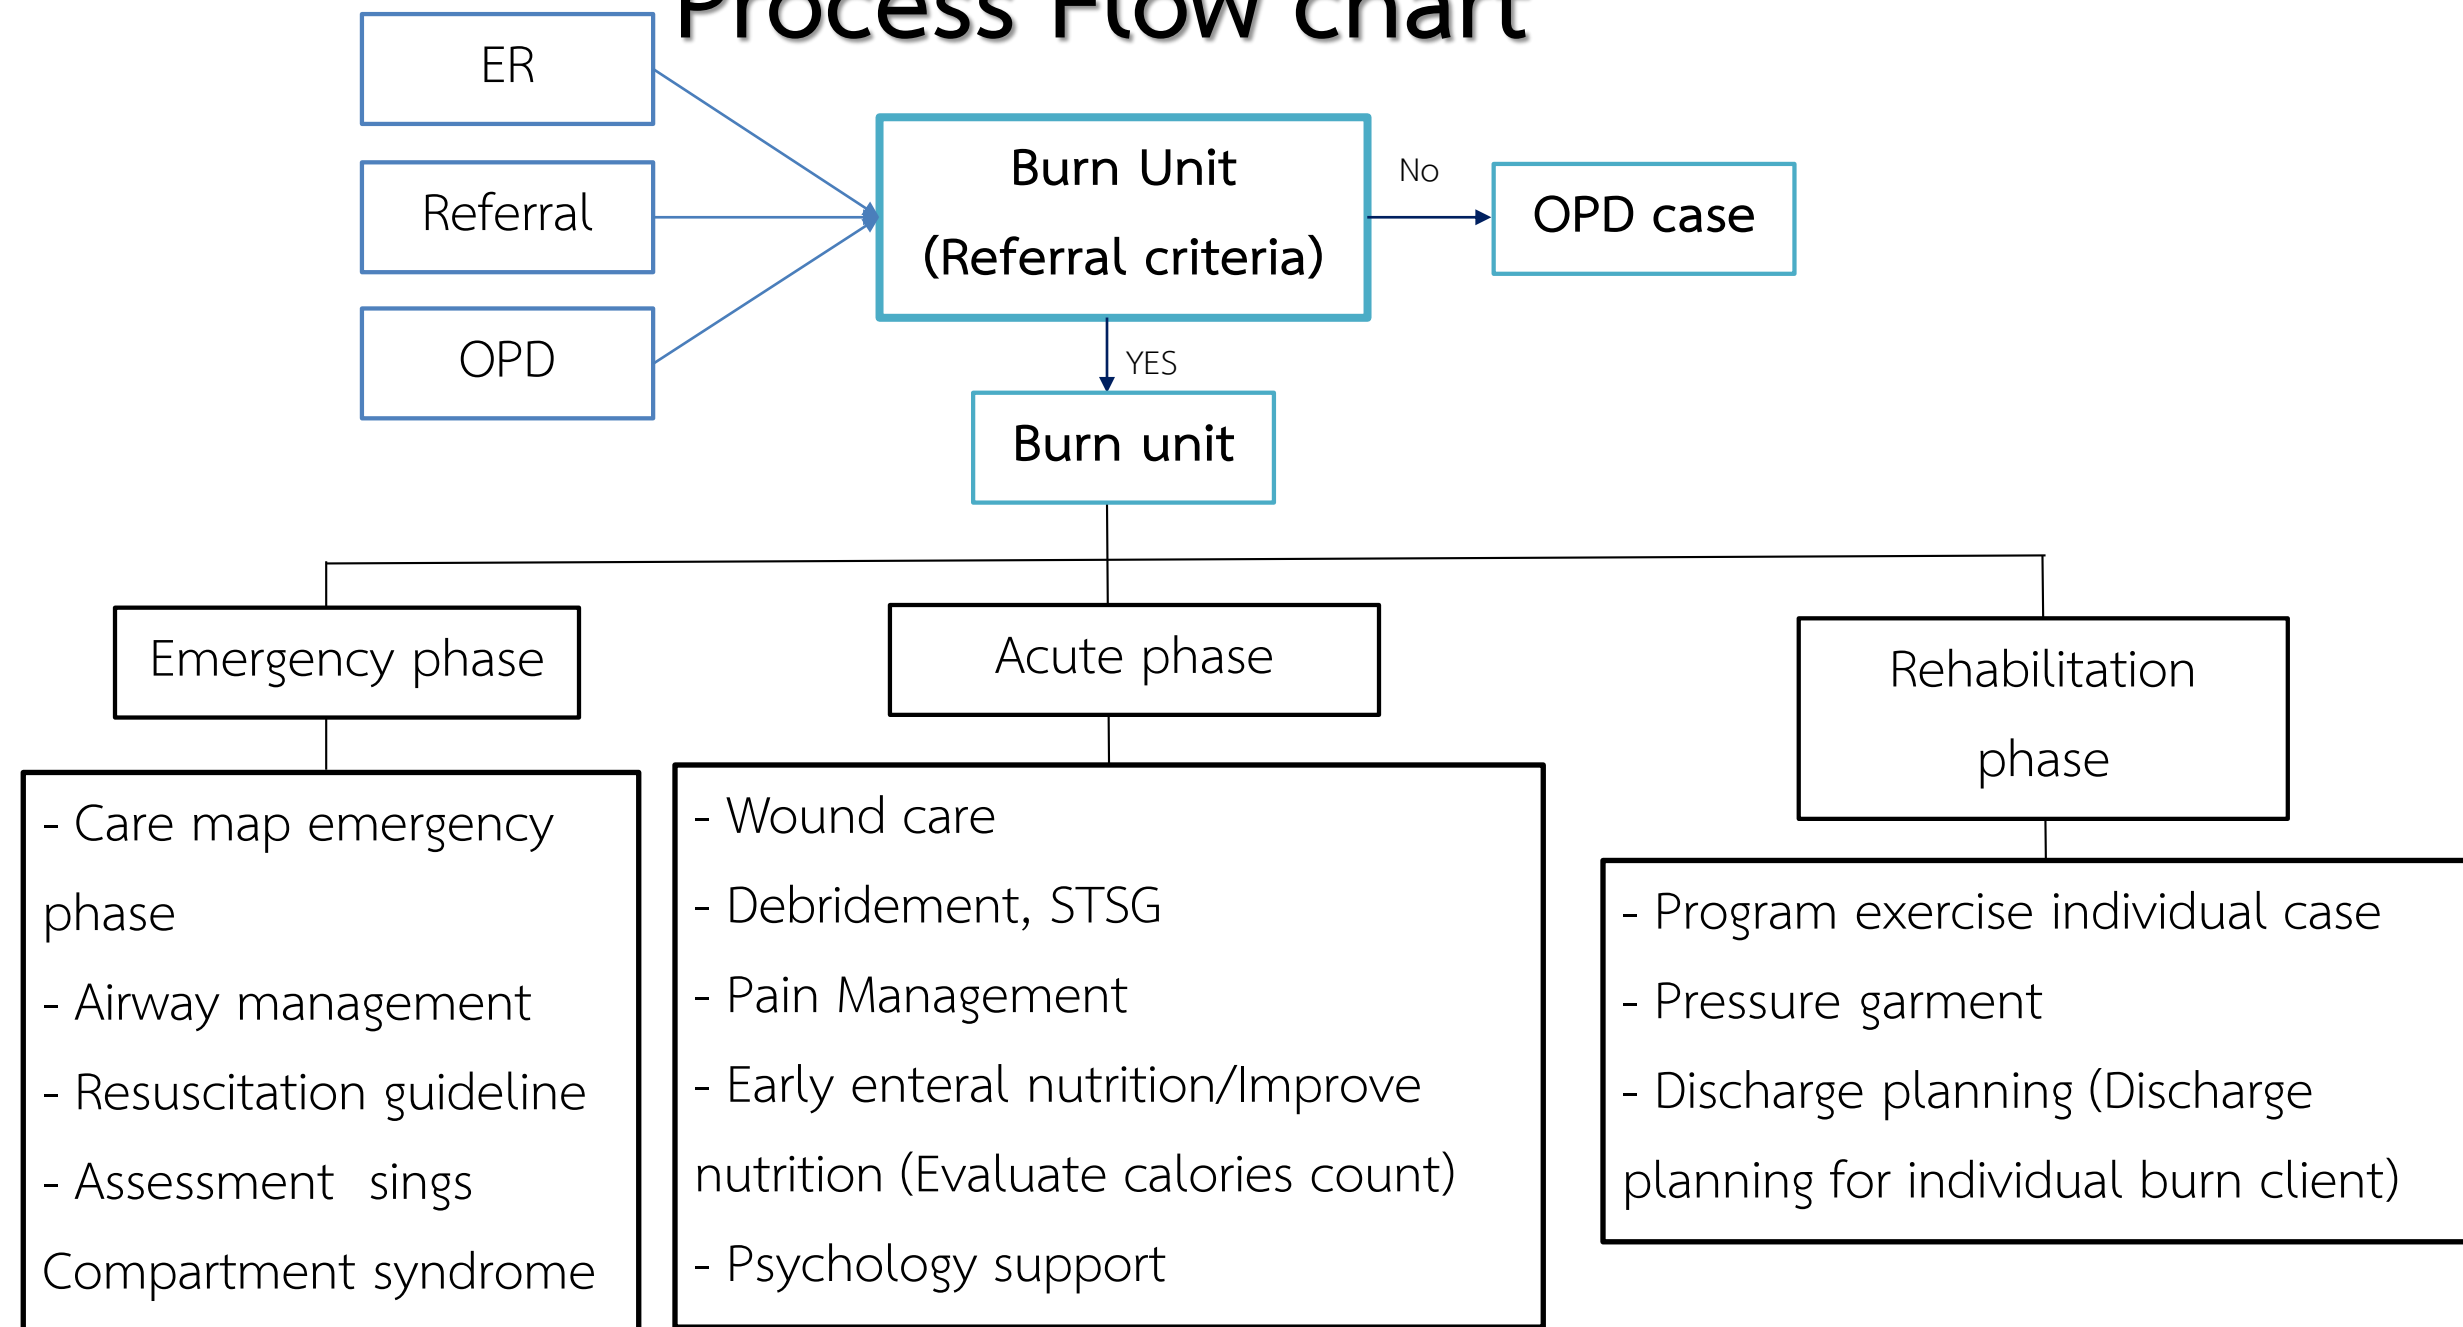 Process Flow chart
ER
Referral
OPD
Burn Unit
(Referral criteria)
No
OPD case
YES
Burn unit
Emergency phase
Acute phase
Rehabilitation
phase
- Care map emergency
phase
- Airway management
- Resuscitation guideline
- Assessment  sings
Compartment syndrome
- Wound care
- Debridement, STSG
- Pain Management
- Early enteral nutrition/Improve
nutrition (Evaluate calories count)
- Psychology support
- Program exercise individual case
- Pressure garment
- Discharge planning (Discharge
planning for individual burn client)